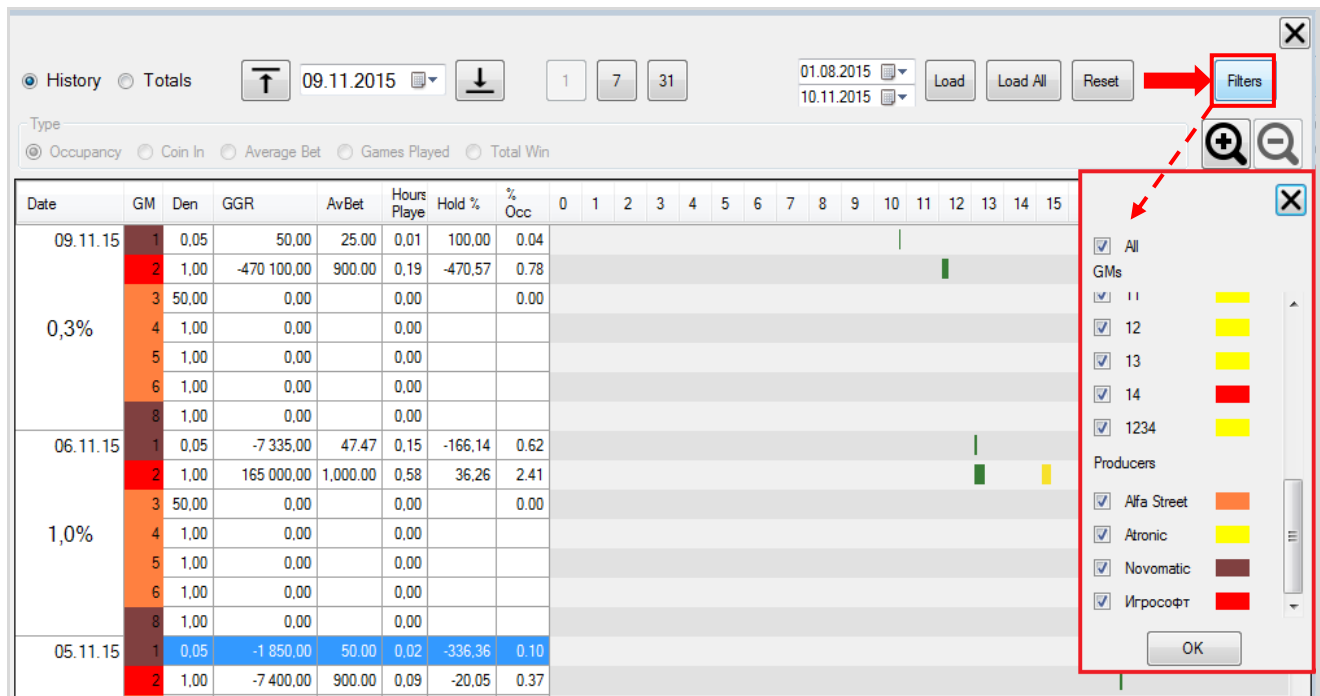 History Totals 09.11.2015 1 7 31 01.08.2015 Load Load All Reset Filters
10.11.2015
Type
Occupancy Coin In Average Bet Games Played Total Win
Date GM Den GGR AvBet Hours Playe Hold % % Occ 0 1 2 3 4 5 6 7 8 9 10 11 12 13 14 15
09.11.15 1 0,05 50,00 25.00 0,01 100,00 0.04
2 1,00 -470 100,00 900.00 0,19 -470,57 0.78
3 50,00 0,00 0,00 0.00
0,3% 4 1,00 0,00 0,00
5 1,00 0,00 0,00
6 1,00 0,00 0,00
8 1,00 0,00 0,00
06.11.15 1 0,05 -7 335,00 47.47 0,15 -166,14 0.62
2 1,00 165 000,00 1,000.00 0,58 36,26 2.41
3 50,00 0,00 0,00 0.00
1,0% 4 1,00 0,00 0,00
5 1,00 0,00 0,00
6 1,00 0,00 0,00
8 1,00 0,00 0,00
05.11.15 1 0,05 -1 850,00 50.00 0,02 -336,36 0.10
2 1,00 -7 400,00 900.00 0,09 -20,05 0.37
All
GMs
11
12
13
14
1234
Producers
Alfa Street
Atronic
Novomatic
Игрософт
OK